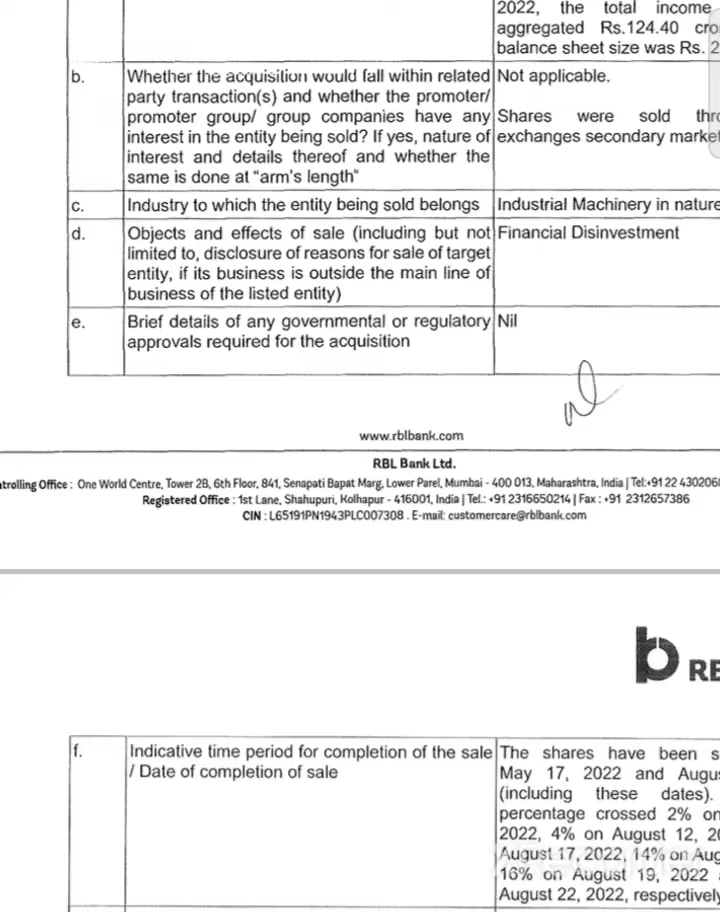 2022, the total income
aggregated Rs.124.40 cro
balance sheet size was Rs. 2
b. Whether the acquisition would fall within related Not applicable.
party transaction(s) and whether the promoter/
promoter group/ group companies have any Shares were sold thro
interest in the entity being sold? If yes, nature of exchanges secondary market
interest and details thereof and whether the
same is done at "arm's length"
c. Industry to which the entity being sold belongs Industrial Machinery in nature
d. Objects and effects of sale (including but not Financial Disinvestment
limited to, disclosure of reasons for sale of target
entity, if its business is outside the main line of
business of the listed entity)
e. Brief details of any governmental or regulatory Nil
approvals required for the acquisition
www.rblbank.com
RBL Bank Ltd.
ntrolling Office : One World Centre, Tower 2B, 6th Floor, 841, Senapati Bapat Marg, Lower Parel, Mumbai - 400 013, Maharashtra, India | Tel:+91 22 4302060
Registered Office : 1st Lane, Shahupuri, Kolhapur - 416001, India | Tel.: +91 2316650214 | Fax : +91 2312657386
CIN : L65191PN1943PLC007308 . E-mail: customercare@rblbank.com
RB
f. Indicative time period for completion of the sale The shares have been s
/ Date of completion of sale May 17, 2022 and Augus
(including these dates).
percentage crossed 2% on
2022, 4% on August 12, 20
August 17, 2022, 14% on Aug
16% on August 19, 2022 a
August 22, 2022, respectively